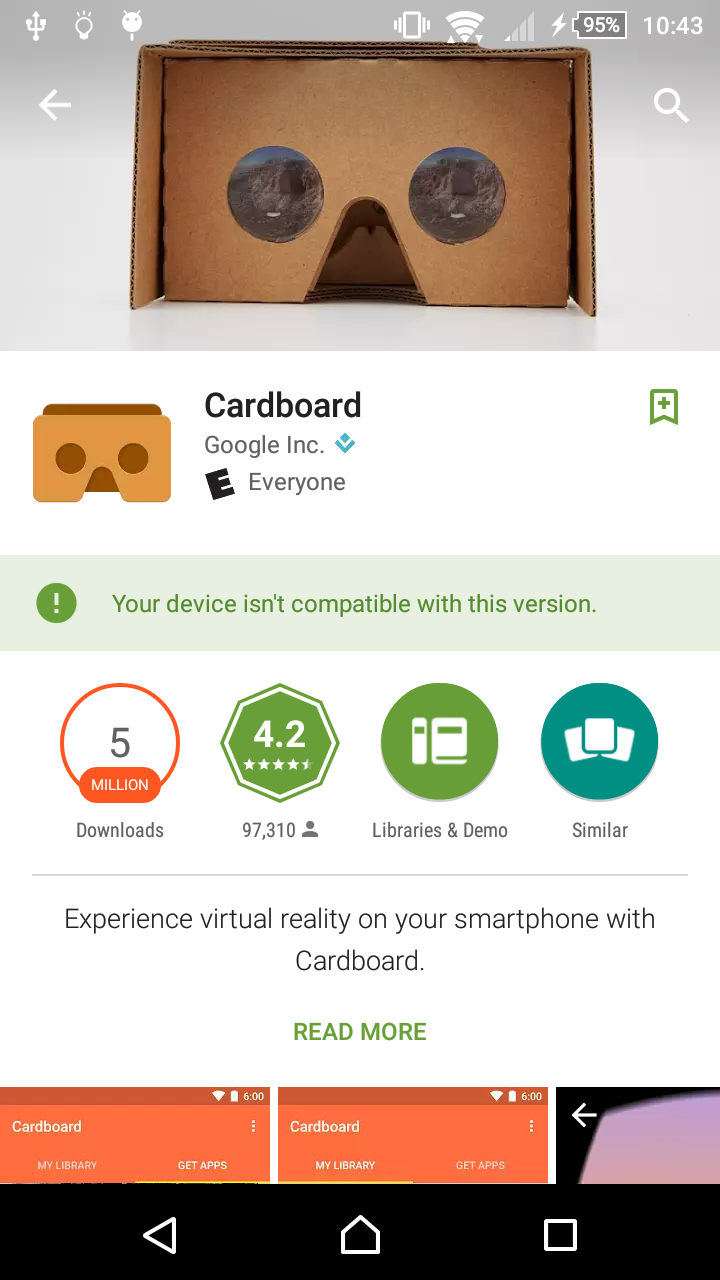 95% 10:43
Cardboard
Google Inc.
E Everyone
! Your device isn't compatible with this version.
5
MILLION
4.2
Downloads
97,310
Libraries & Demo
Similar
Experience virtual reality on your smartphone with
Cardboard.
READ MORE
6:00
Cardboard
MY LIBRARY GET APPS
6:00
Cardboard
MY LIBRARY GET APPS